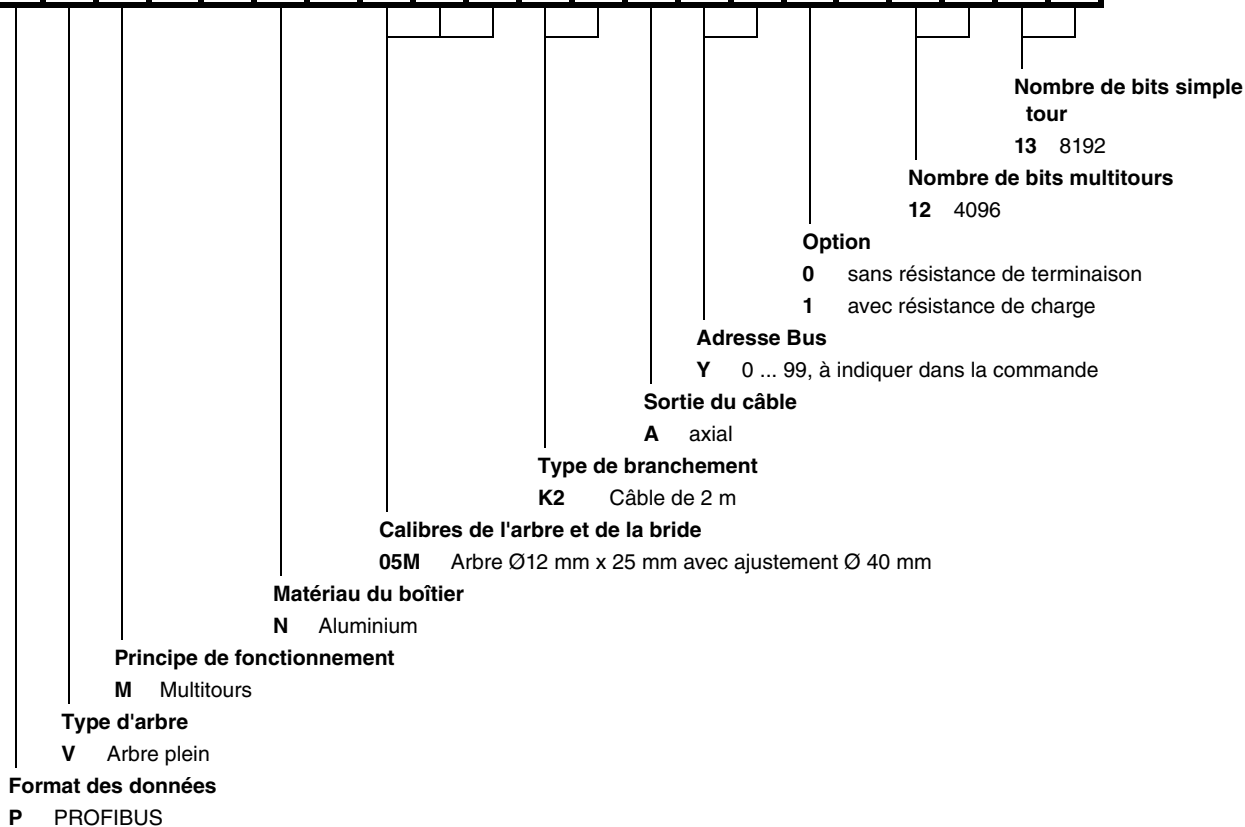 Nombre de bits simple
tour
13 8192
Nombre de bits multitours
12 4096
Option
0 sans résistance de terminaison
1 avec résistance de charge
Adresse Bus
Y 0 ... 99, à indiquer dans la commande
Sortie du câble
A axial
Type de branchement
K2 Câble de 2 m
Calibres de l'arbre et de la bride
05M Arbre Ø12 mm x 25 mm avec ajustement Ø 40 mm
Matériau du boîtier
N Aluminium
Principe de fonctionnement
M Multitours
Type d'arbre
V Arbre plein
Format des données
P PROFIBUS